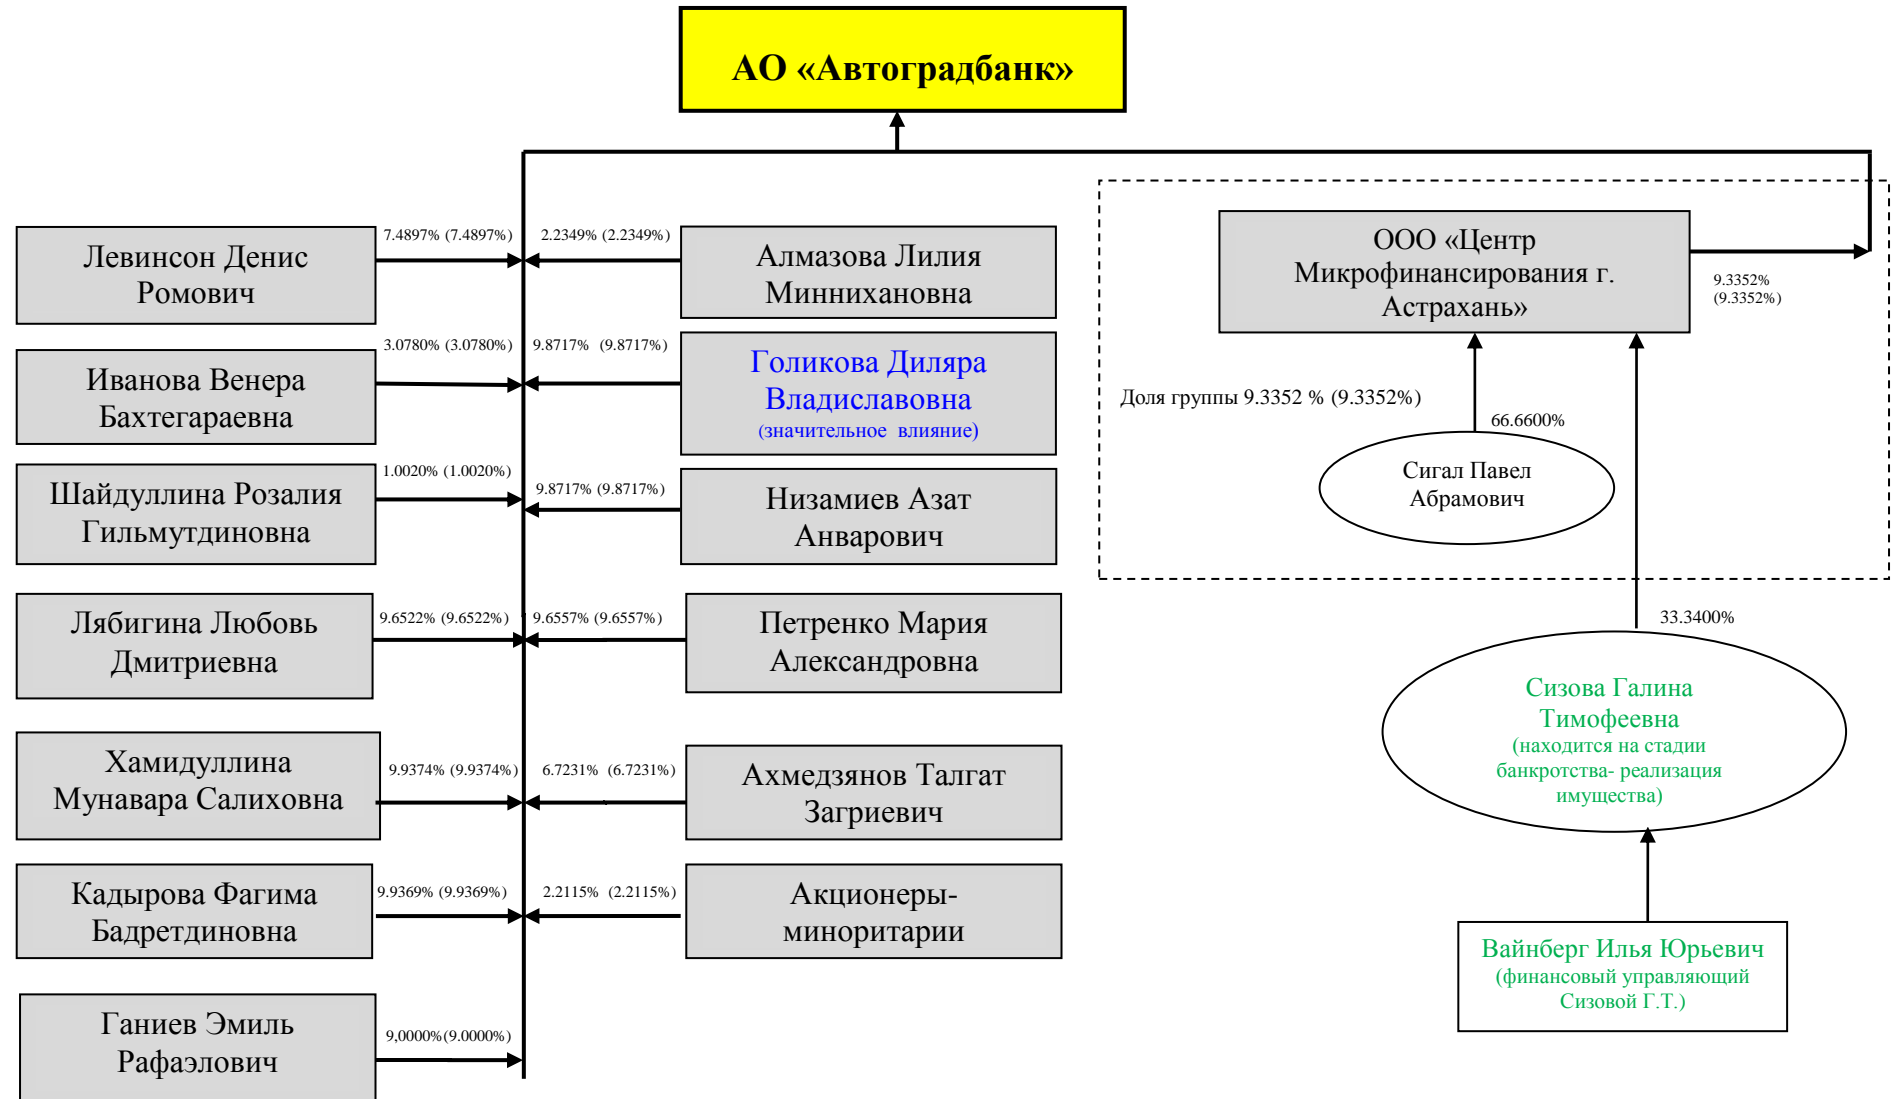 АО «Автоградбанк»
7.4897% (7.4897%)
2.2349% (2.2349%)
Левинсон Денис
Ромович
Алмазова Лилия
Миннихановна
ООО «Центр
Микрофинансирования г.
Астрахань»
9.3352%
(9.3352%)
3.0780% (3.0780%)
9.8717% (9.8717%)
Иванова Венера
Бахтегараевна
Голикова Диляра
Владиславовна
(значительное влияние)
Доля группы 9.3352 % (9.3352%)
66.6600%
Сигал Павел
Абрамович
1.0020% (1.0020%)
9.8717% (9.8717%)
Шайдуллина Розалия
Гильмутдиновна
Низамиев Азат
Анварович
9.6522% (9.6522%)
9.6557% (9.6557%)
Лябигина Любовь
Дмитриевна
Петренко Мария
Александровна
33.3400%
Сизова Галина
Тимофеевна
(находится на стадии
банкротства- реализация
имущества)
9.9374% (9.9374%)
6.7231% (6.7231%)
Хамидуллина
Мунавара Салиховна
Ахмедзянов Талгат
Загриевич
9.9369% (9.9369%)
2.2115% (2.2115%)
Кадырова Фагима
Бадретдиновна
Акционеры-
миноритарии
Вайнберг Илья Юрьевич
(финансовый управляющий
Сизовой Г.Т.)
9,0000%(9.0000%)
Ганиев Эмиль
Рафаэлович